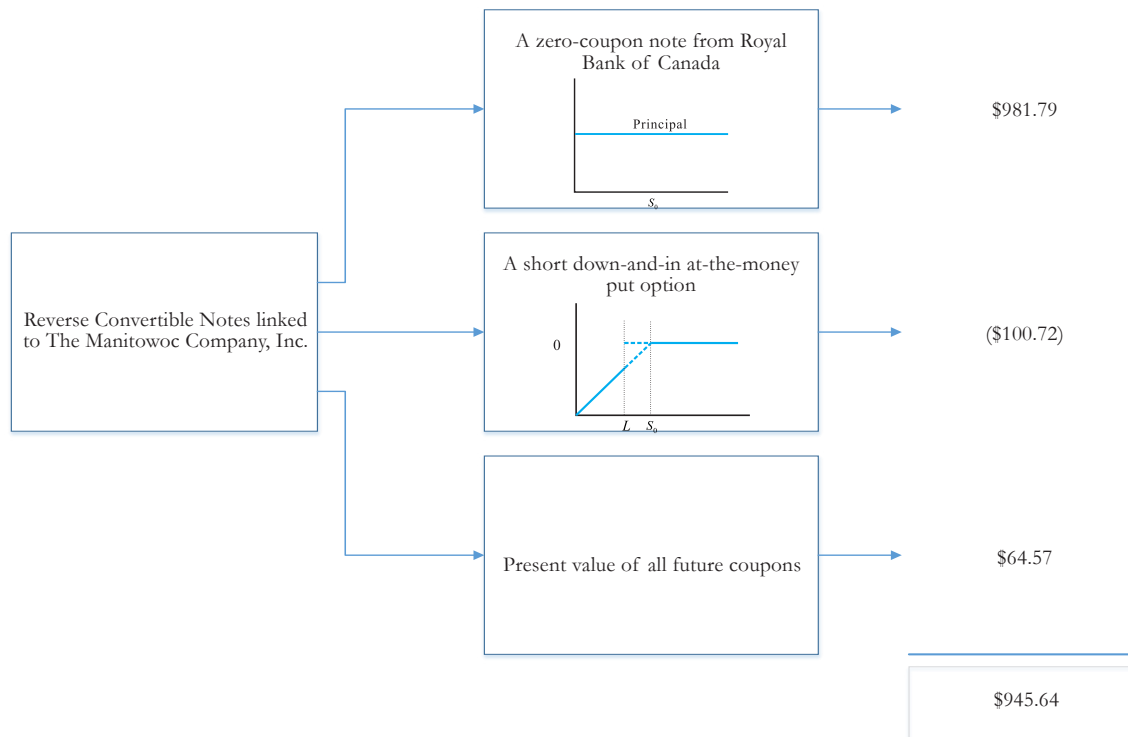 A zero-coupon note from Royal
Bank of Canada
Principal
S₀
$981.79
Reverse Convertible Notes linked
to The Manitowoc Company, Inc.
A short down-and-in at-the-money
put option
0
L S₀
($100.72)
Present value of all future coupons
$64.57
$945.64